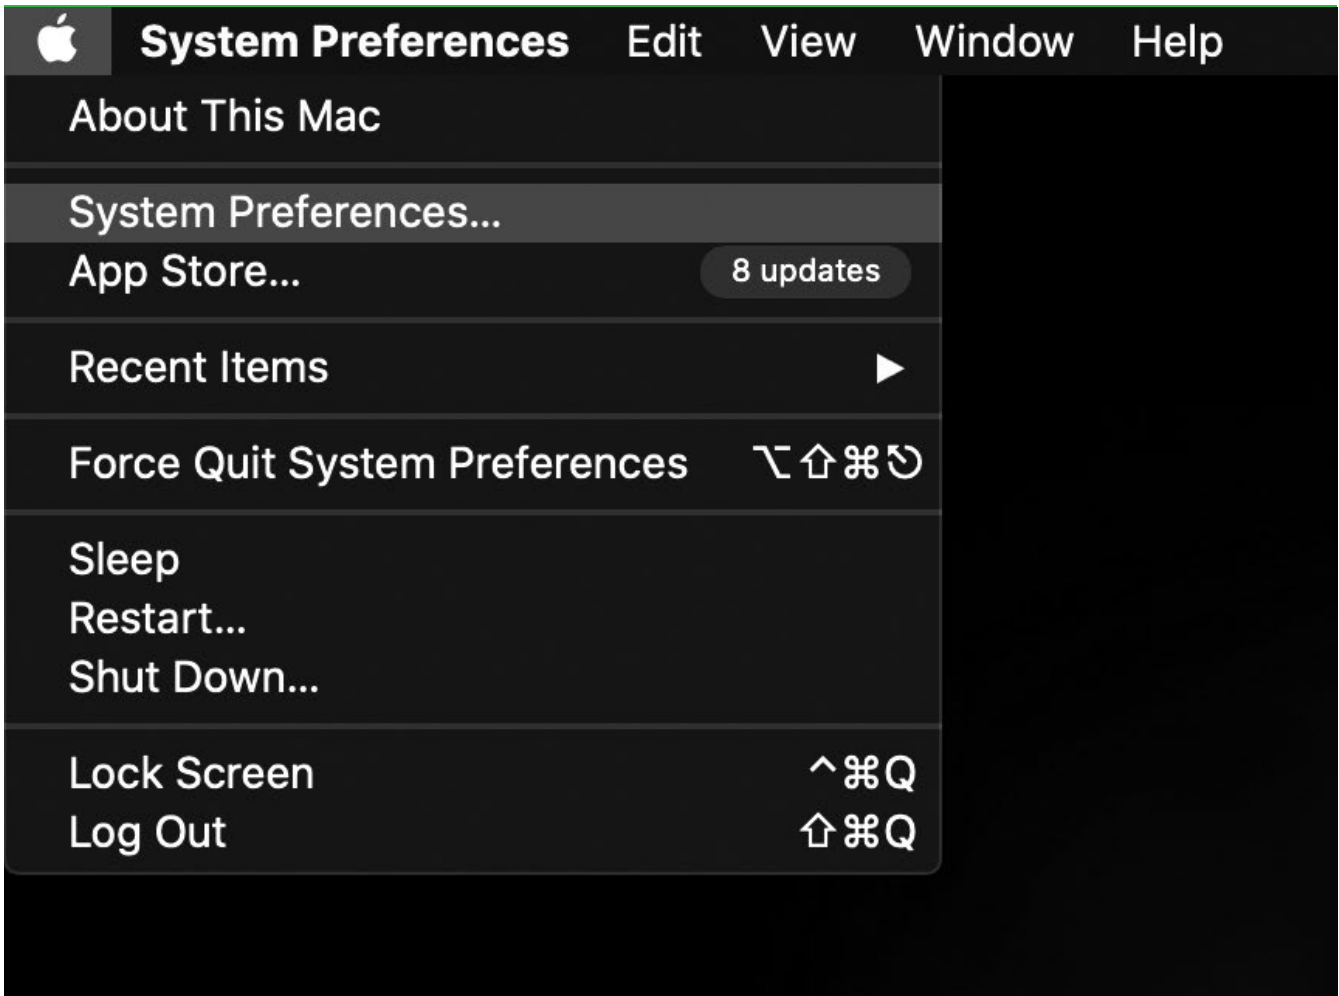 System Preferences Edit View Window Help
About This Mac
System Preferences...
App Store... 8 updates
Recent Items ▶
Force Quit System Preferences ⌥⇧⌘⎋
Sleep
Restart...
Shut Down...
Lock Screen ^⌘Q
Log Out ⇧⌘Q